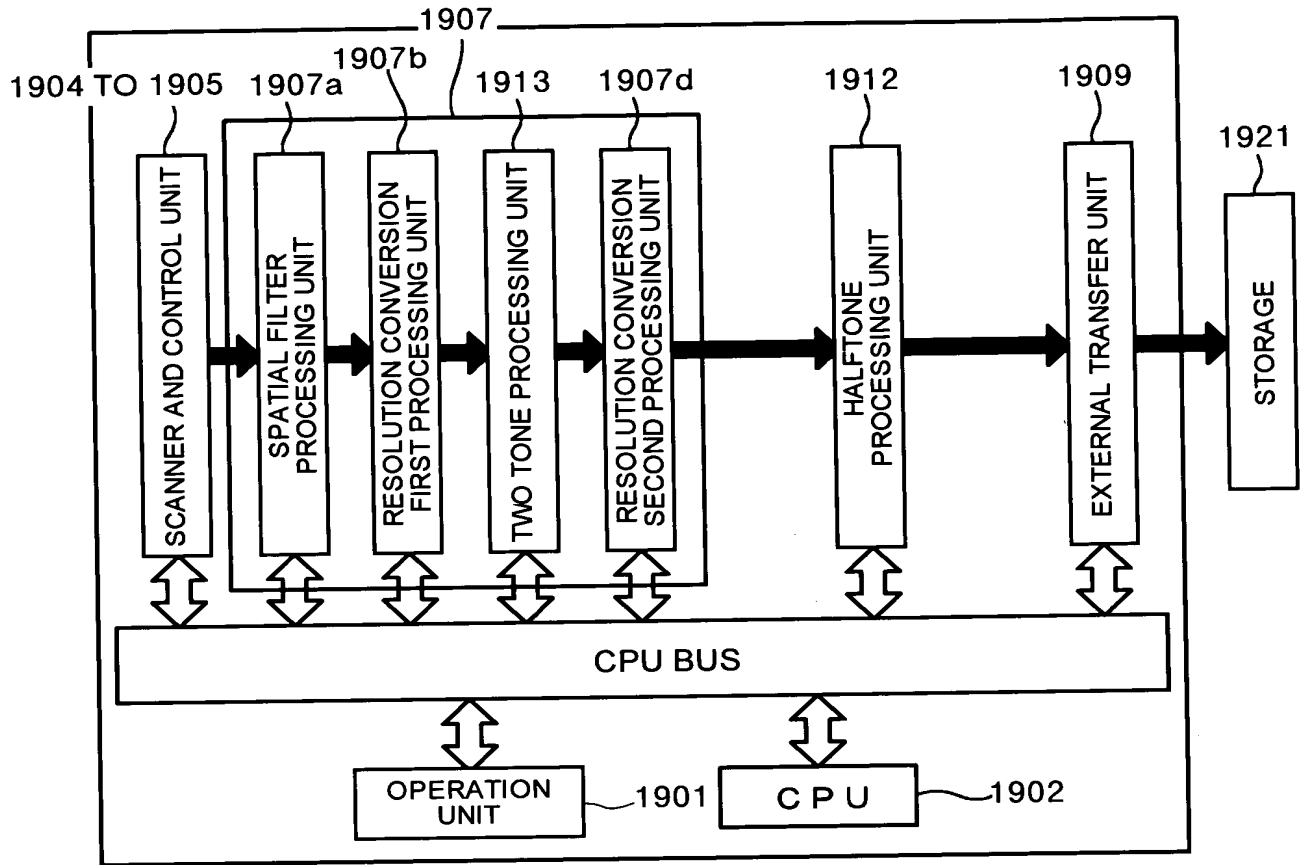 1907
1907b
1904 TO 1905
1907a
1913
1907d
1912
1909
1921
SCANNER AND CONTROL UNIT
SPATIAL FILTER
PROCESSING UNIT
RESOLUTION CONVERSION
FIRST PROCESSING UNIT
TWO TONE PROCESSING UNIT
RESOLUTION CONVERSION
SECOND PROCESSING UNIT
HALFTONE
PROCESSING UNIT
EXTERNAL TRANSFER UNIT
STORAGE
CPU BUS
OPERATION
UNIT
1901
CPU
1902